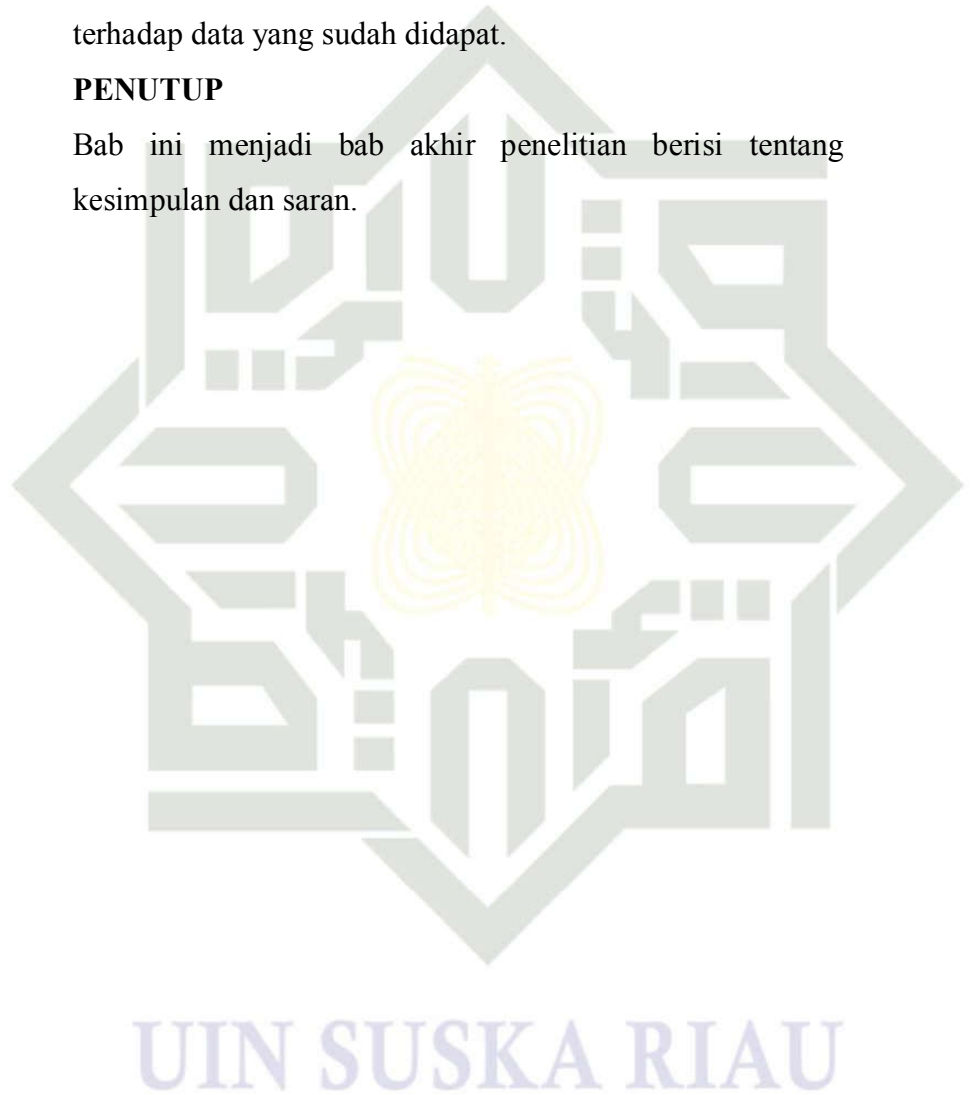 terhadap data yang sudah didapat.
PENUTUP
Bab ini menjadi bab akhir penelitian berisi tentang
kesimpulan dan saran.
UIN SUSKA RIAU